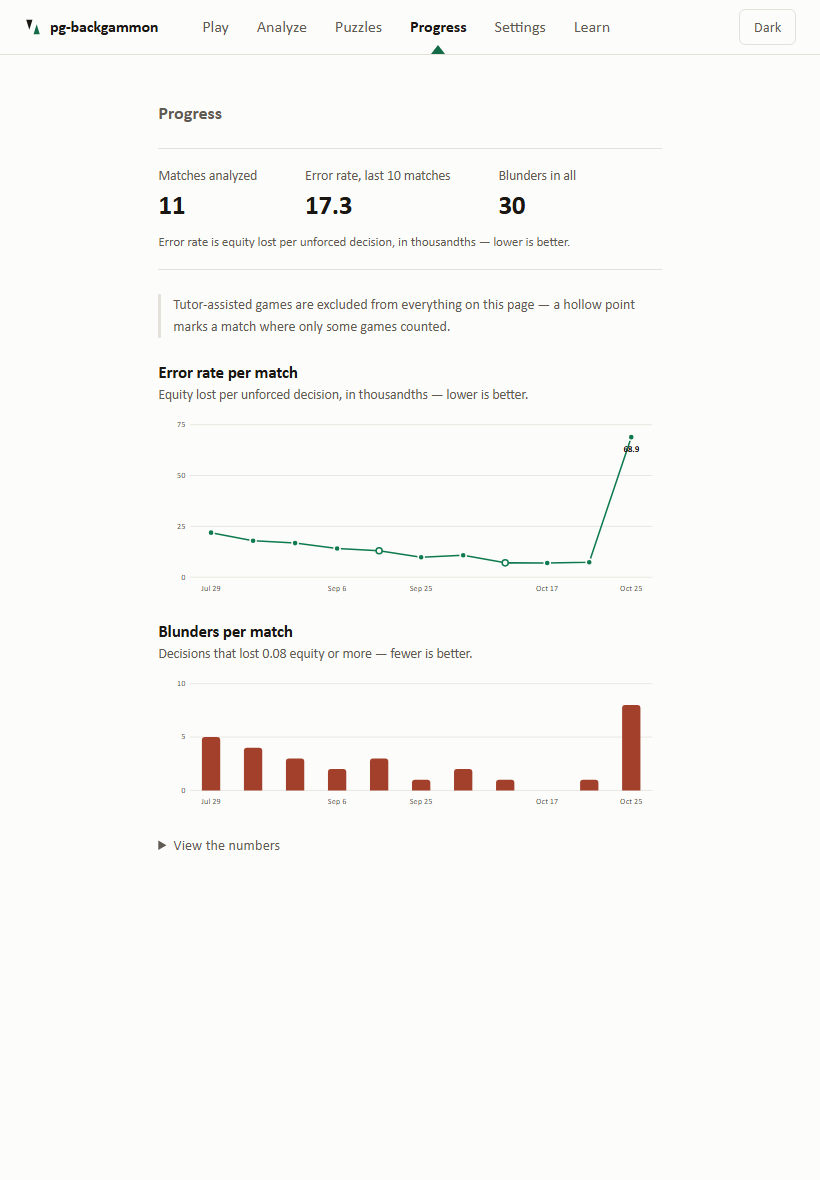 pg-backgammon Play Analyze Puzzles Progress Settings Learn Dark
Progress
Matches analyzed Error rate, last 10 matches Blunders in all
11 17.3 30
Error rate is equity lost per unforced decision, in thousandths — lower is better.
Tutor-assisted games are excluded from everything on this page — a hollow point
marks a match where only some games counted.
Error rate per match
Equity lost per unforced decision, in thousandths — lower is better.
75
68.9
50
25
0
Jul 29 Sep 6 Sep 25 Oct 17 Oct 25
Blunders per match
Decisions that lost 0.08 equity or more — fewer is better.
10
5
0
Jul 29 Sep 6 Sep 25 Oct 17 Oct 25
View the numbers